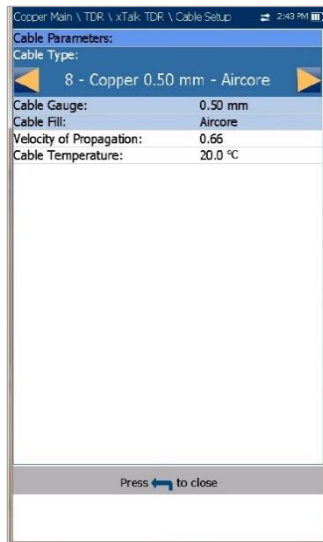 Copper Main \ TDR \ xTalk TDR \ Cable Setup 2:43 PM
Cable Parameters:
Cable Type:
8 - Copper 0.50 mm - Aircore
Cable Gauge: 0.50 mm
Cable Fill: Aircore
Velocity of Propagation: 0.66
Cable Temperature: 20.0 °C
Press to close